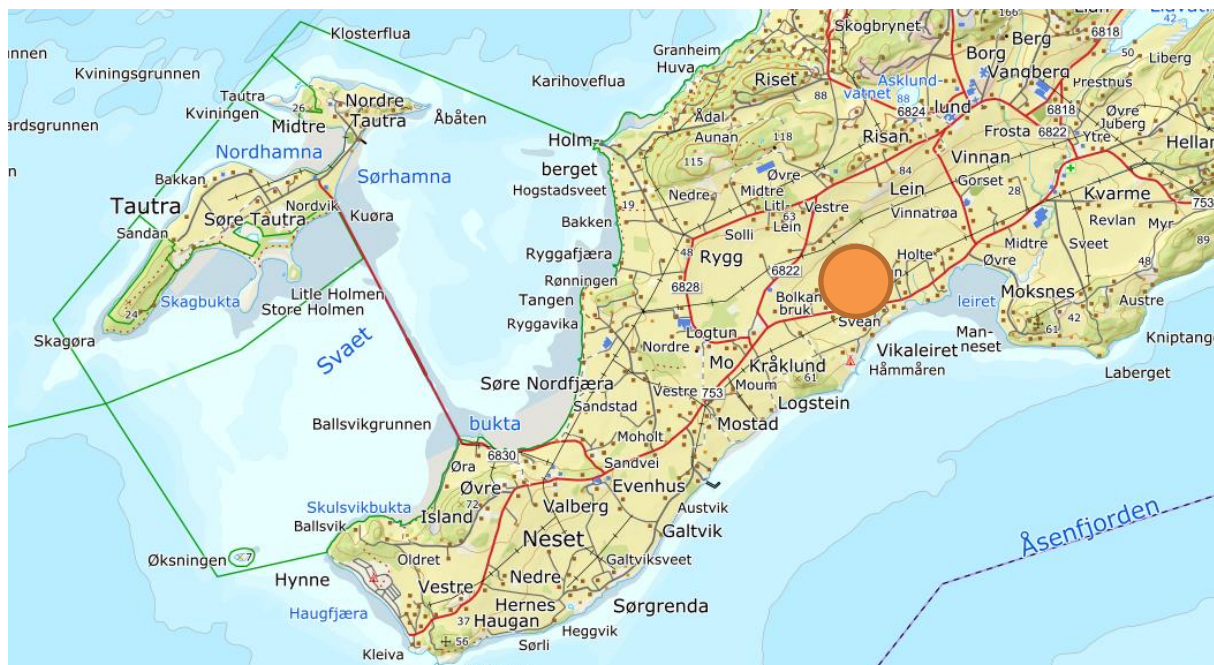 Klosterflua
Skogbrynet
166
Berg
6818
42
Kviningsgrunnen
Granheim
Huva
Borg
50
Liberg
Karihoveflua
Riset
Asklund-
vatnet
88
88
Vangberg
Presthus
Tautra
Kviningen
26
Nordre
Tautra
Midtre
Åbåten
Ådal
Aunan
118
6824
lund
6818
Øvre
Juberg
Ytre
Frosta
6822
Risan
Holm-
berget
115
Nordhamna
Sørhamna
Vinnan
Hogstadsveet
Nedre
Øvre
Midtre
84
Lein
Gorset
28
Kvarme
Bakkan
Tautra
Søre Tautra
Nordvik
Kuøra
19
Litl-
Lein
63
Vestre
Vinnatrøa
753
Bakken
Sandan
48
Solli
Revlan
Myr
Ryggafjæra
Rygg
Holte
Midtre
Sveet
89
Rønningen
6822
Øvre
48
Skagbukta
Litle Holmen
Store Holmen
Tangen
6828
Bolkan
bruk
leiret
Moksnes
Austre
24
Ryggavika
Logtun
Svean
42
61
Skagøra
Svaet
Nordre
Mo
Kråklund
Vikaleiret
Man-
neset
Kniptange
Håmmåren
Laberget
Søre Nordfjæra
Vestre
Moum
61
753
Logstein
Sandstad
Ballsvikgrunnen
bukta
Mostad
Moholt
6830
Øra
Sandvei
Øvre
Evenhus
Skulsvikbukta
72
Valberg
Austvik
Ballsvik
Island
Galtvik
Åsenfjorden
Neset
Øksningen
7
Oldret
Galtviksveet
Hynne
Vestre
Nedre
Hernes
Sørgrenda
Haugfjæra
37
Haugan
Heggvik
56
Sørli
Kleiva